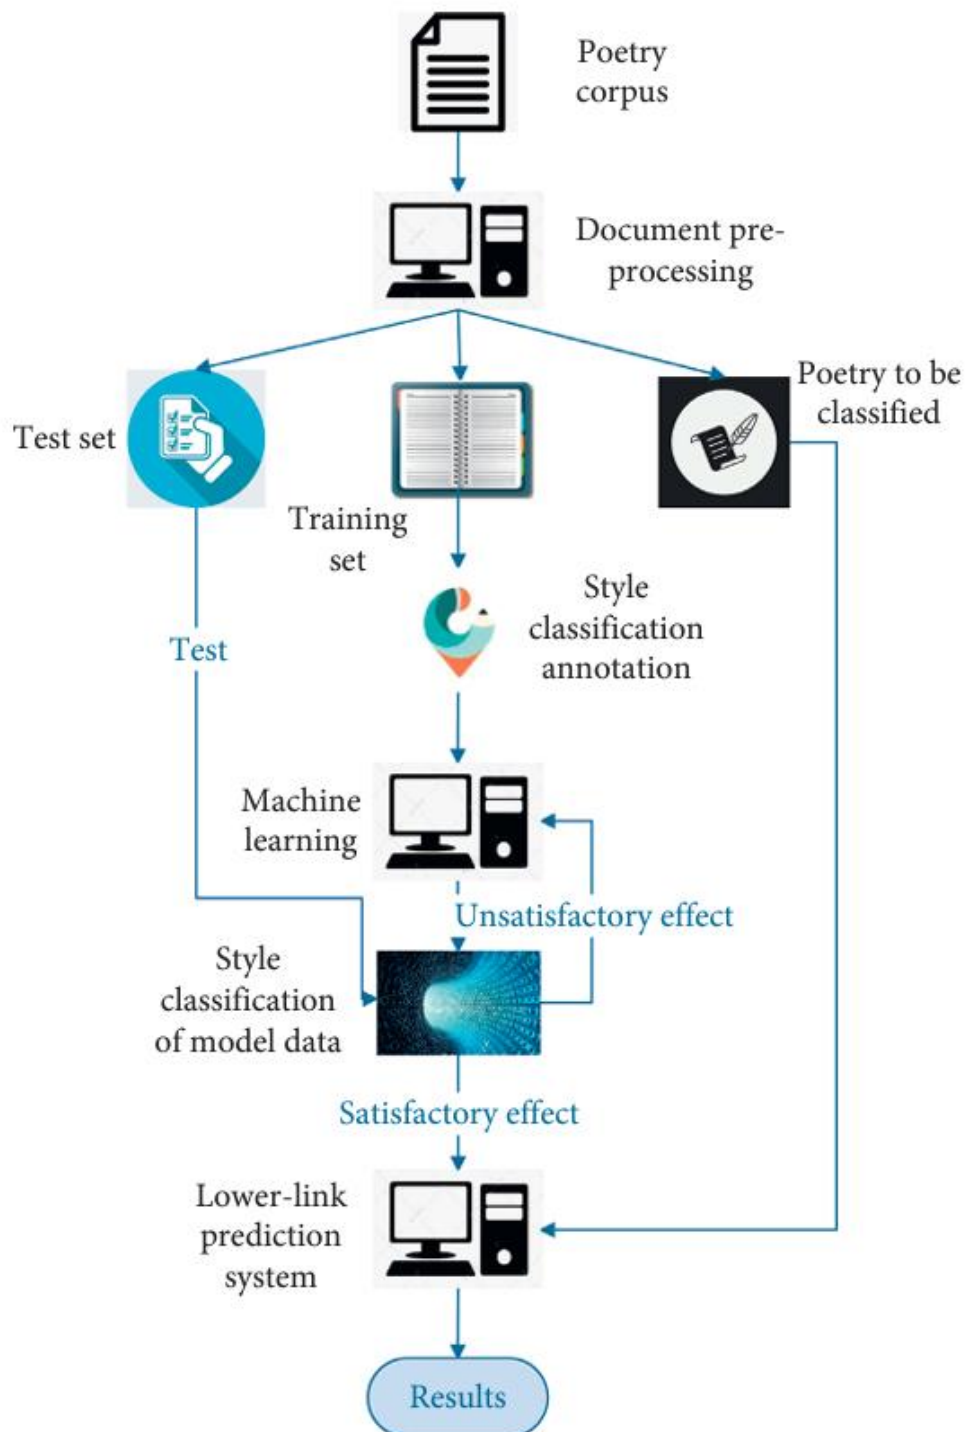 Poetry
corpus
Document pre-
processing
Test set
Training
set
Poetry to be
classified
Style
classification
annotation
Test
Machine
learning
Unsatisfactory effect
Style
classification
of model data
Satisfactory effect
Lower-link
prediction
system
Results